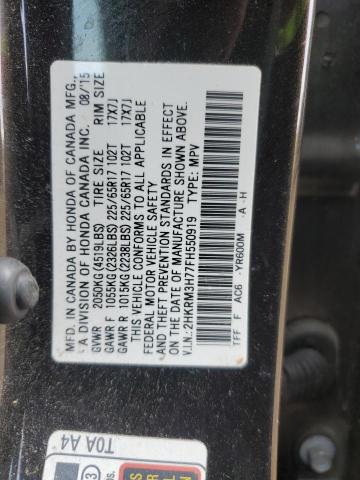 MFD. IN CANADA BY HONDA OF CANADA MFG.,
A DIVISION OF HONDA CANADA INC. 08/15
GVWR 2050KG(4519LBS) TIRE SIZE RIM SIZE
GAWR F 1055KG(2326LBS) 225/65R17 102T 17X7J
GAWR R 1015KG(2238LBS) 225/65R17 102T 17X7J
THIS VEHICLE CONFORMS TO ALL APPLICABLE
FEDERAL MOTOR VEHICLE SAFETY
AND THEFT PREVENTION STANDARDS IN EFFECT
ON THE DATE OF MANUFACTURE SHOWN ABOVE.
V.I.N.: 2HKRM3H77FH550919 TYPE: MPV
TFF F AC6 -YR600M -A -H
T0A A4